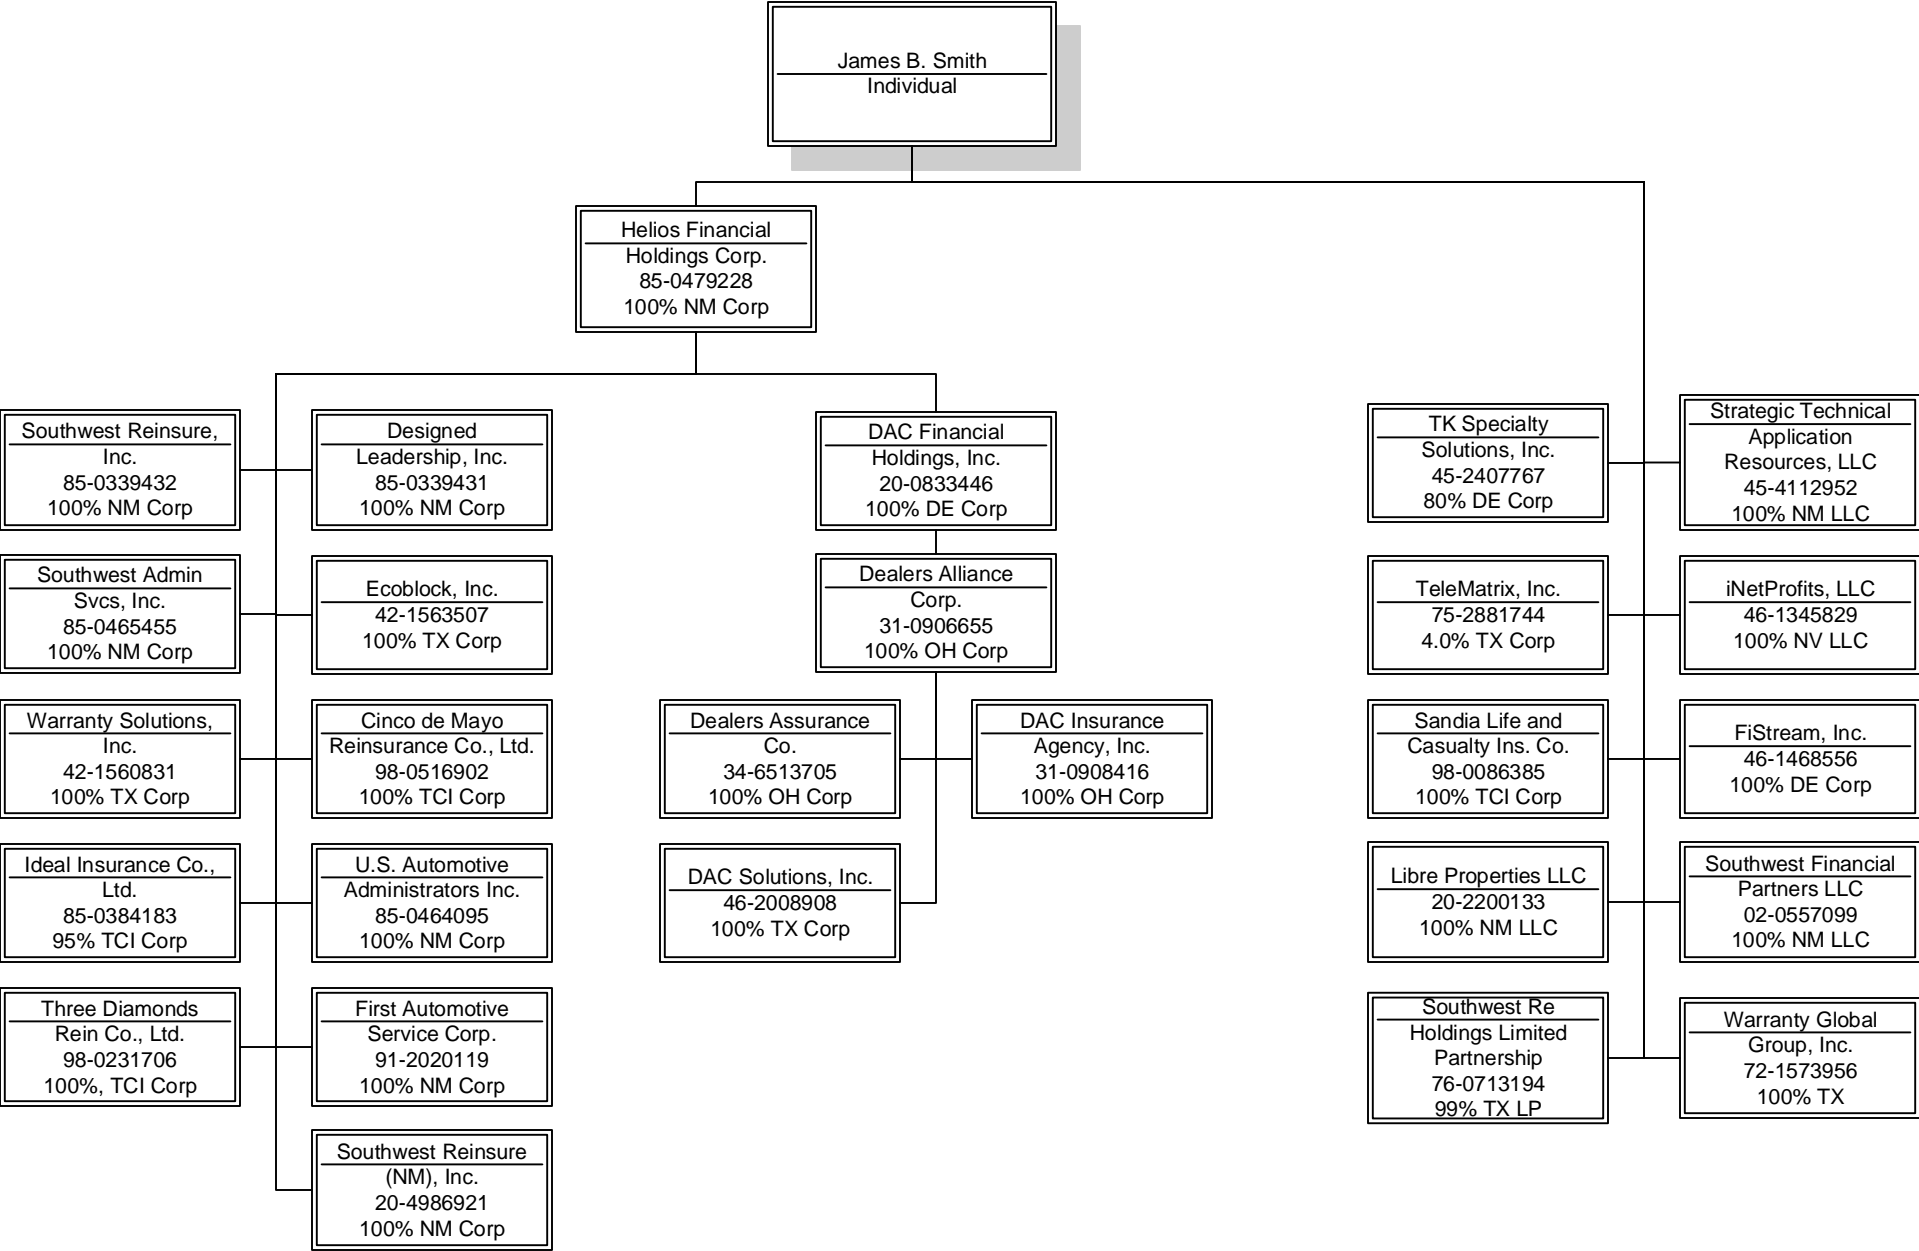 James B. Smith
Individual
Helios Financial
Holdings Corp.
85-0479228
100% NM Corp
Southwest Reinsure,
Inc.
85-0339432
100% NM Corp
Designed
Leadership, Inc.
85-0339431
100% NM Corp
DAC Financial
Holdings, Inc.
20-0833446
100% DE Corp
TK Specialty
Solutions, Inc.
45-2407767
80% DE Corp
Strategic Technical
Application
Resources, LLC
45-4112952
100% NM LLC
Southwest Admin
Svcs, Inc.
85-0465455
100% NM Corp
Ecoblock, Inc.
42-1563507
100% TX Corp
Dealers Alliance
Corp.
31-0906655
100% OH Corp
TeleMatrix, Inc.
75-2881744
4.0% TX Corp
iNetProfits, LLC
46-1345829
100% NV LLC
Warranty Solutions,
Inc.
42-1560831
100% TX Corp
Cinco de Mayo
Reinsurance Co., Ltd.
98-0516902
100% TCI Corp
Dealers Assurance
Co.
34-6513705
100% OH Corp
DAC Insurance
Agency, Inc.
31-0908416
100% OH Corp
Sandia Life and
Casualty Ins. Co.
98-0086385
100% TCI Corp
FiStream, Inc.
46-1468556
100% DE Corp
Ideal Insurance Co.,
Ltd.
85-0384183
95% TCI Corp
U.S. Automotive
Administrators Inc.
85-0464095
100% NM Corp
DAC Solutions, Inc.
46-2008908
100% TX Corp
Libre Properties LLC
20-2200133
100% NM LLC
Southwest Financial
Partners LLC
02-0557099
100% NM LLC
Three Diamonds
Rein Co., Ltd.
98-0231706
100%, TCI Corp
First Automotive
Service Corp.
91-2020119
100% NM Corp
Southwest Re
Holdings Limited
Partnership
76-0713194
99% TX LP
Warranty Global
Group, Inc.
72-1573956
100% TX
Southwest Reinsure
(NM), Inc.
20-4986921
100% NM Corp